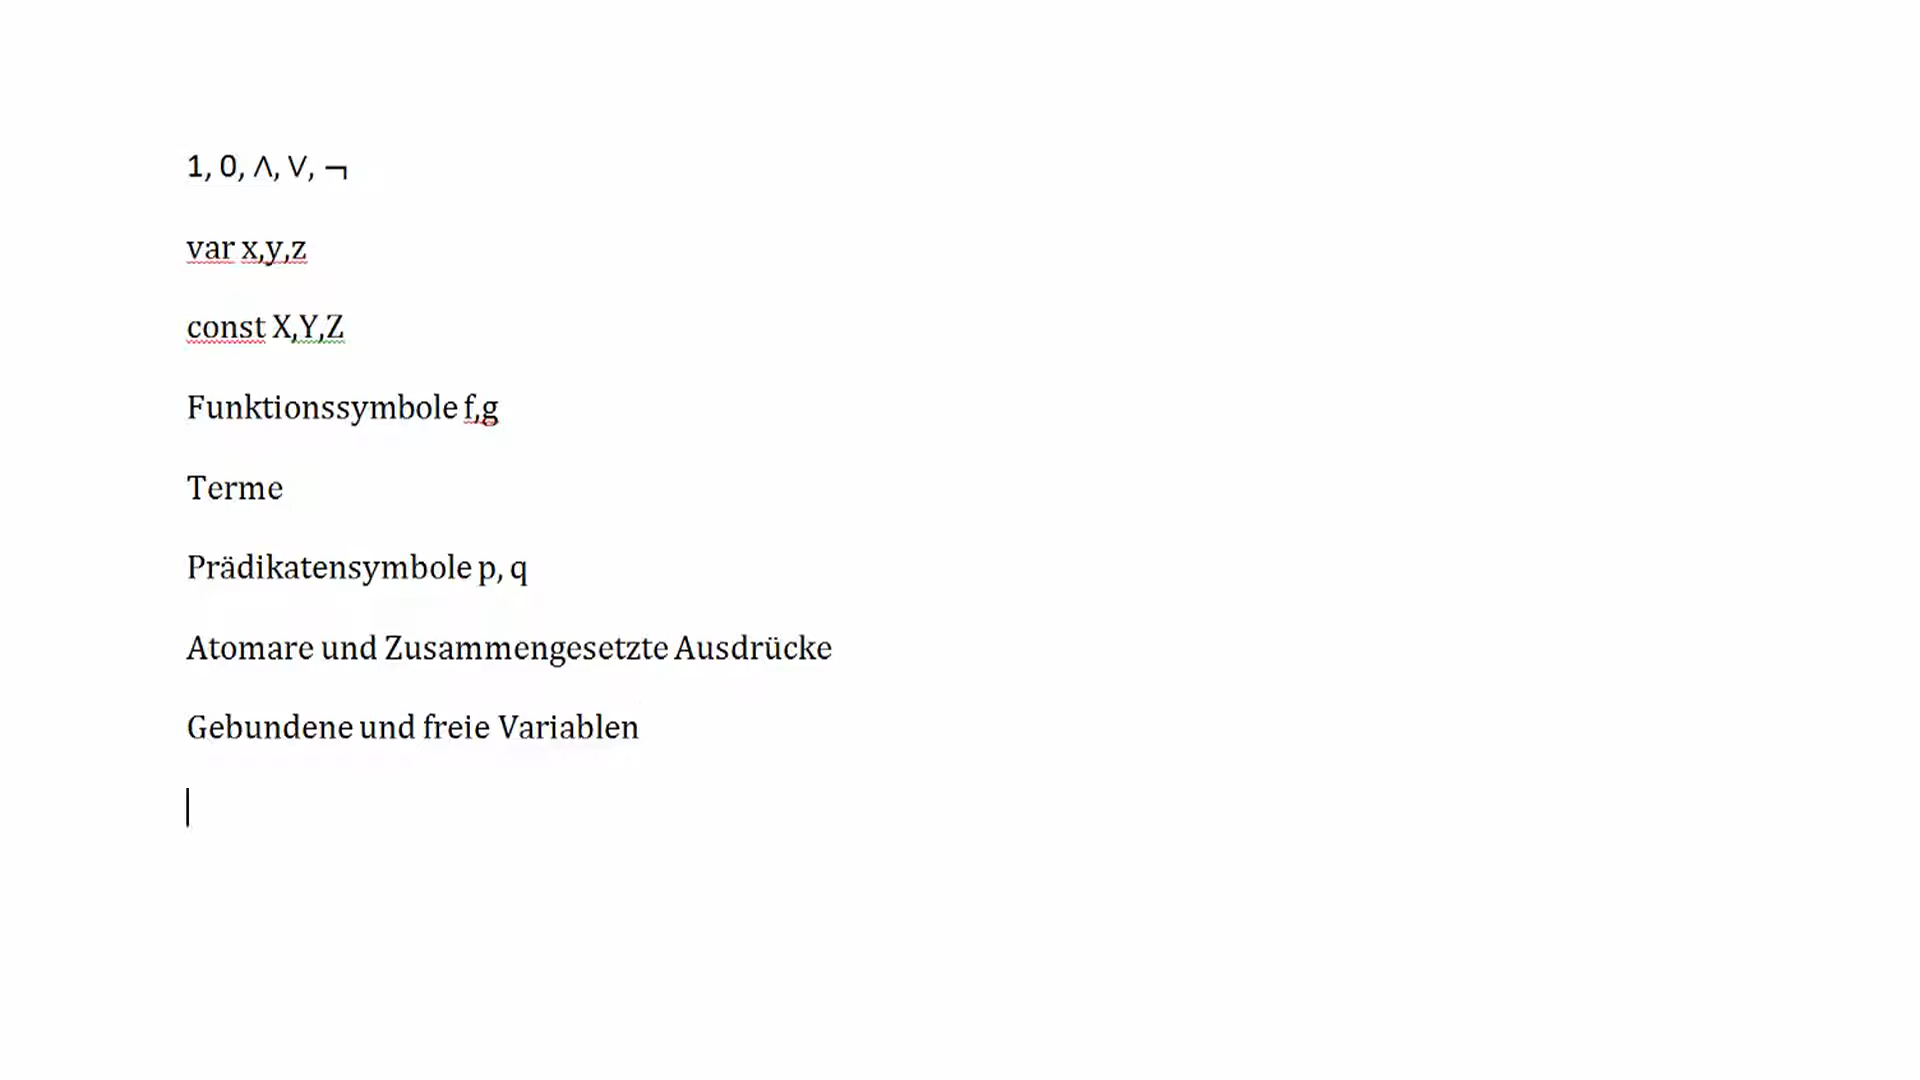 1, 0, ∧, ∨, ¬
var x,y,z
const X,Y,Z
Funktionssymbole f,g
Terme
Prädikatensymbole p, q
Atomare und Zusammengesetzte Ausdrücke
Gebundene und freie Variablen